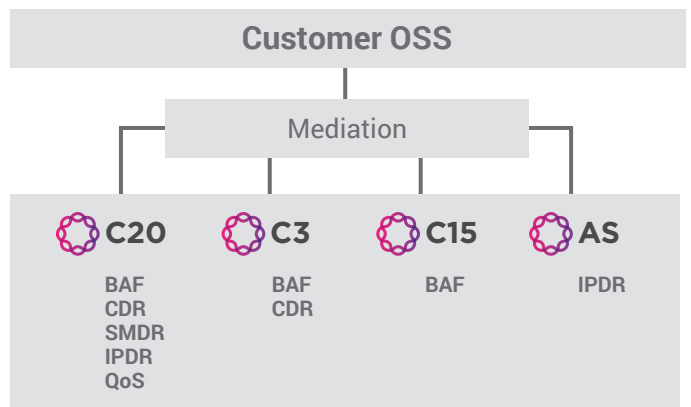 Customer OSS
Mediation
C20
BAF
CDR
SMDR
IPDR
QoS
C3
BAF
CDR
C15
BAF
AS
IPDR